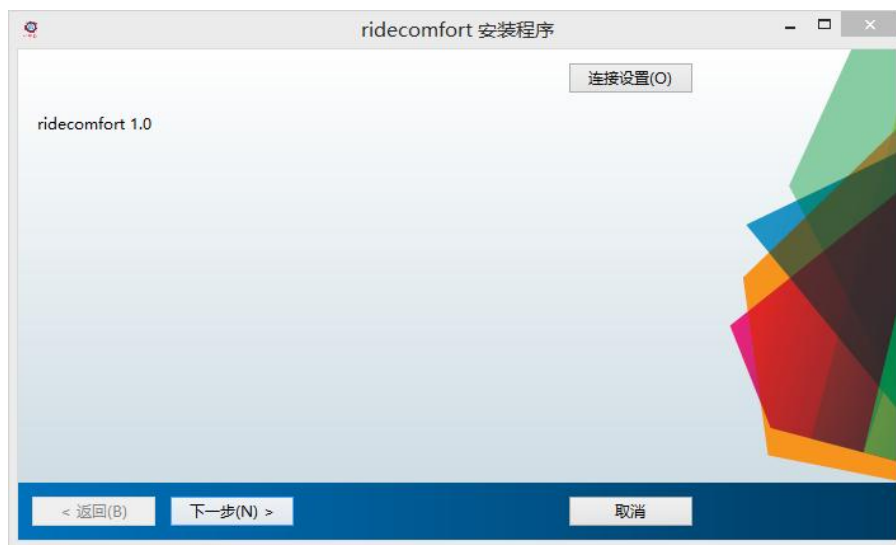 ridecomfort 安装程序
连接设置(O)
ridecomfort 1.0
< 返回(B)
下一步(N) >
取消